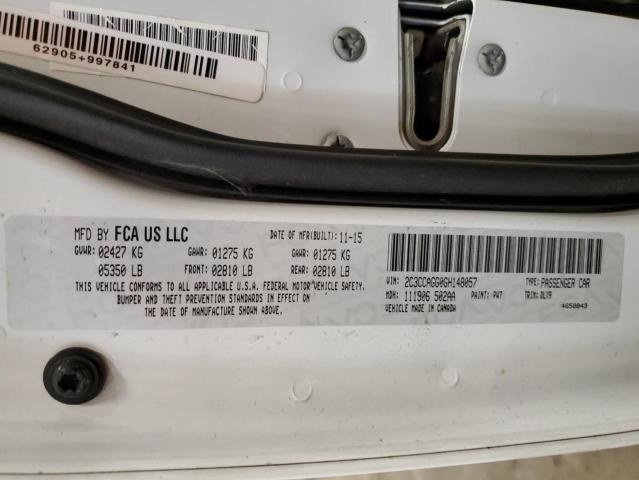 62905+997841
MFD BY FCA US LLC DATE OF MFR(BUILT): 11-15
GVWR: 02427 KG GAWR: 01275 KG GAWR: 01275 KG
05350 LB FRONT: 02810 LB REAR: 02810 LB
THIS VEHICLE CONFORMS TO ALL APPLICABLE U.S.A. FEDERAL MOTOR VEHICLE SAFETY,
BUMPER AND THEFT PREVENTION STANDARDS IN EFFECT ON
THE DATE OF MANUFACTURE SHOWN ABOVE.
VIN: 2C3CCAGG0GH148057 TYPE: PASSENGER CAR
MDH: 111906 502AA PAINT: PW7 TRIM: DLX9
VEHICLE MADE IN CANADA 4650843